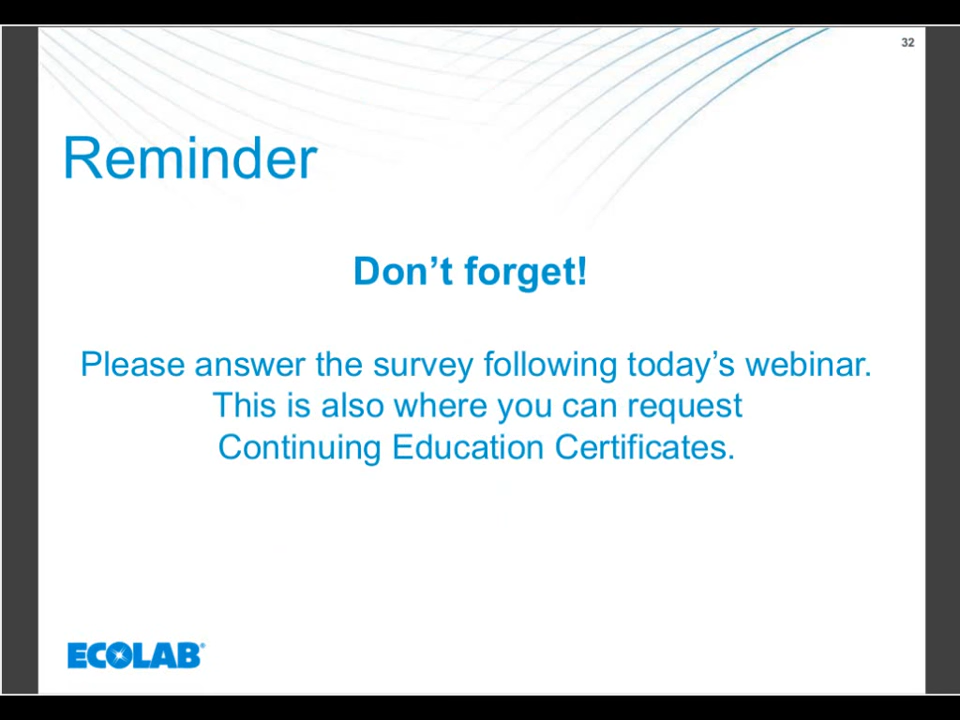 32
Reminder
Don’t forget!
Please answer the survey following today’s webinar.
This is also where you can request
Continuing Education Certificates.
ECOLAB®